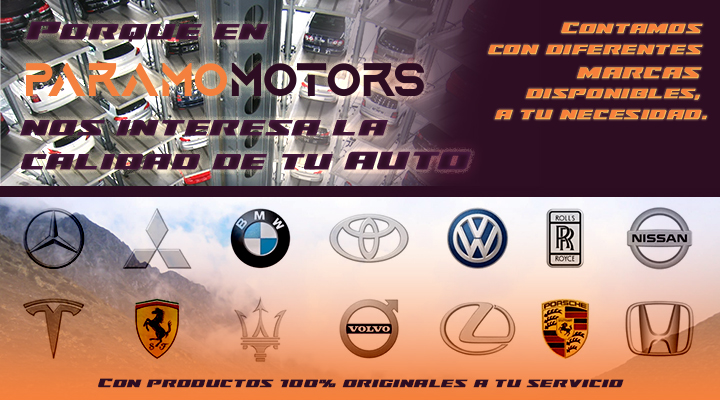 Porque en
PARAMOMOTORS
nos interesa la
calidad de tu AUTO
Contamos
con diferentes
marcas
disponibles,
a tu necesidad.
BMW
ROLLS
RR
ROYCE
NISSAN
S F
VOLVO
PORSCHE
Con productos 100% originales a tu servicio